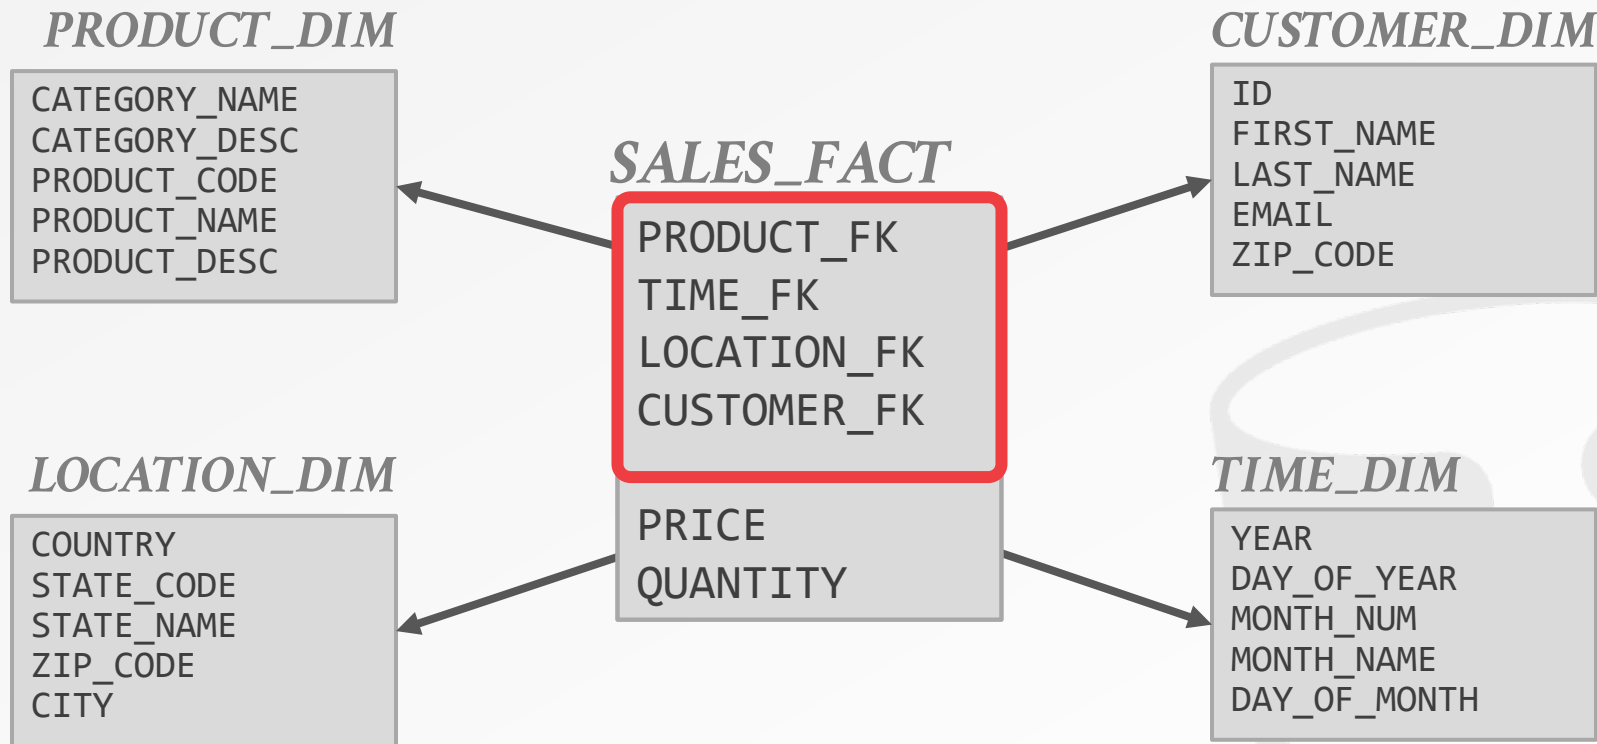 PRODUCT_DIM
CATEGORY_NAME
CATEGORY_DESC
PRODUCT_CODE
PRODUCT_NAME
PRODUCT_DESC
SALES_FACT
PRODUCT_FK
TIME_FK
LOCATION_FK
CUSTOMER_FK
PRICE
QUANTITY
CUSTOMER_DIM
ID
FIRST_NAME
LAST_NAME
EMAIL
ZIP_CODE
LOCATION_DIM
COUNTRY
STATE_CODE
STATE_NAME
ZIP_CODE
CITY
TIME_DIM
YEAR
DAY_OF_YEAR
MONTH_NUM
MONTH_NAME
DAY_OF_MONTH